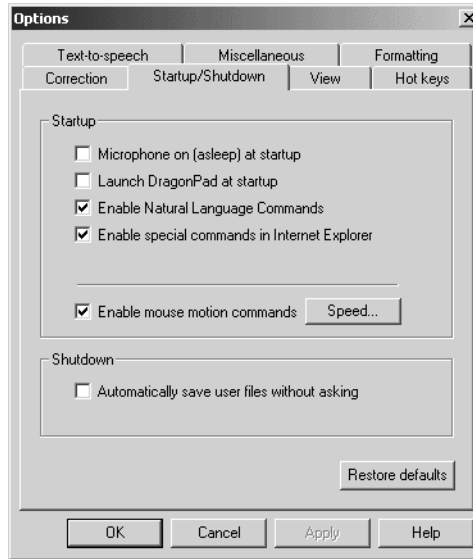 Options
Text-to-speech Miscellaneous Formatting
Correction Startup/Shutdown View Hot keys
Startup
Microphone on (asleep) at startup
Launch DragonPad at startup
Enable Natural Language Commands
Enable special commands in Internet Explorer
Enable mouse motion commands Speed...
Shutdown
Automatically save user files without asking
Restore defaults
OK Cancel Apply Help